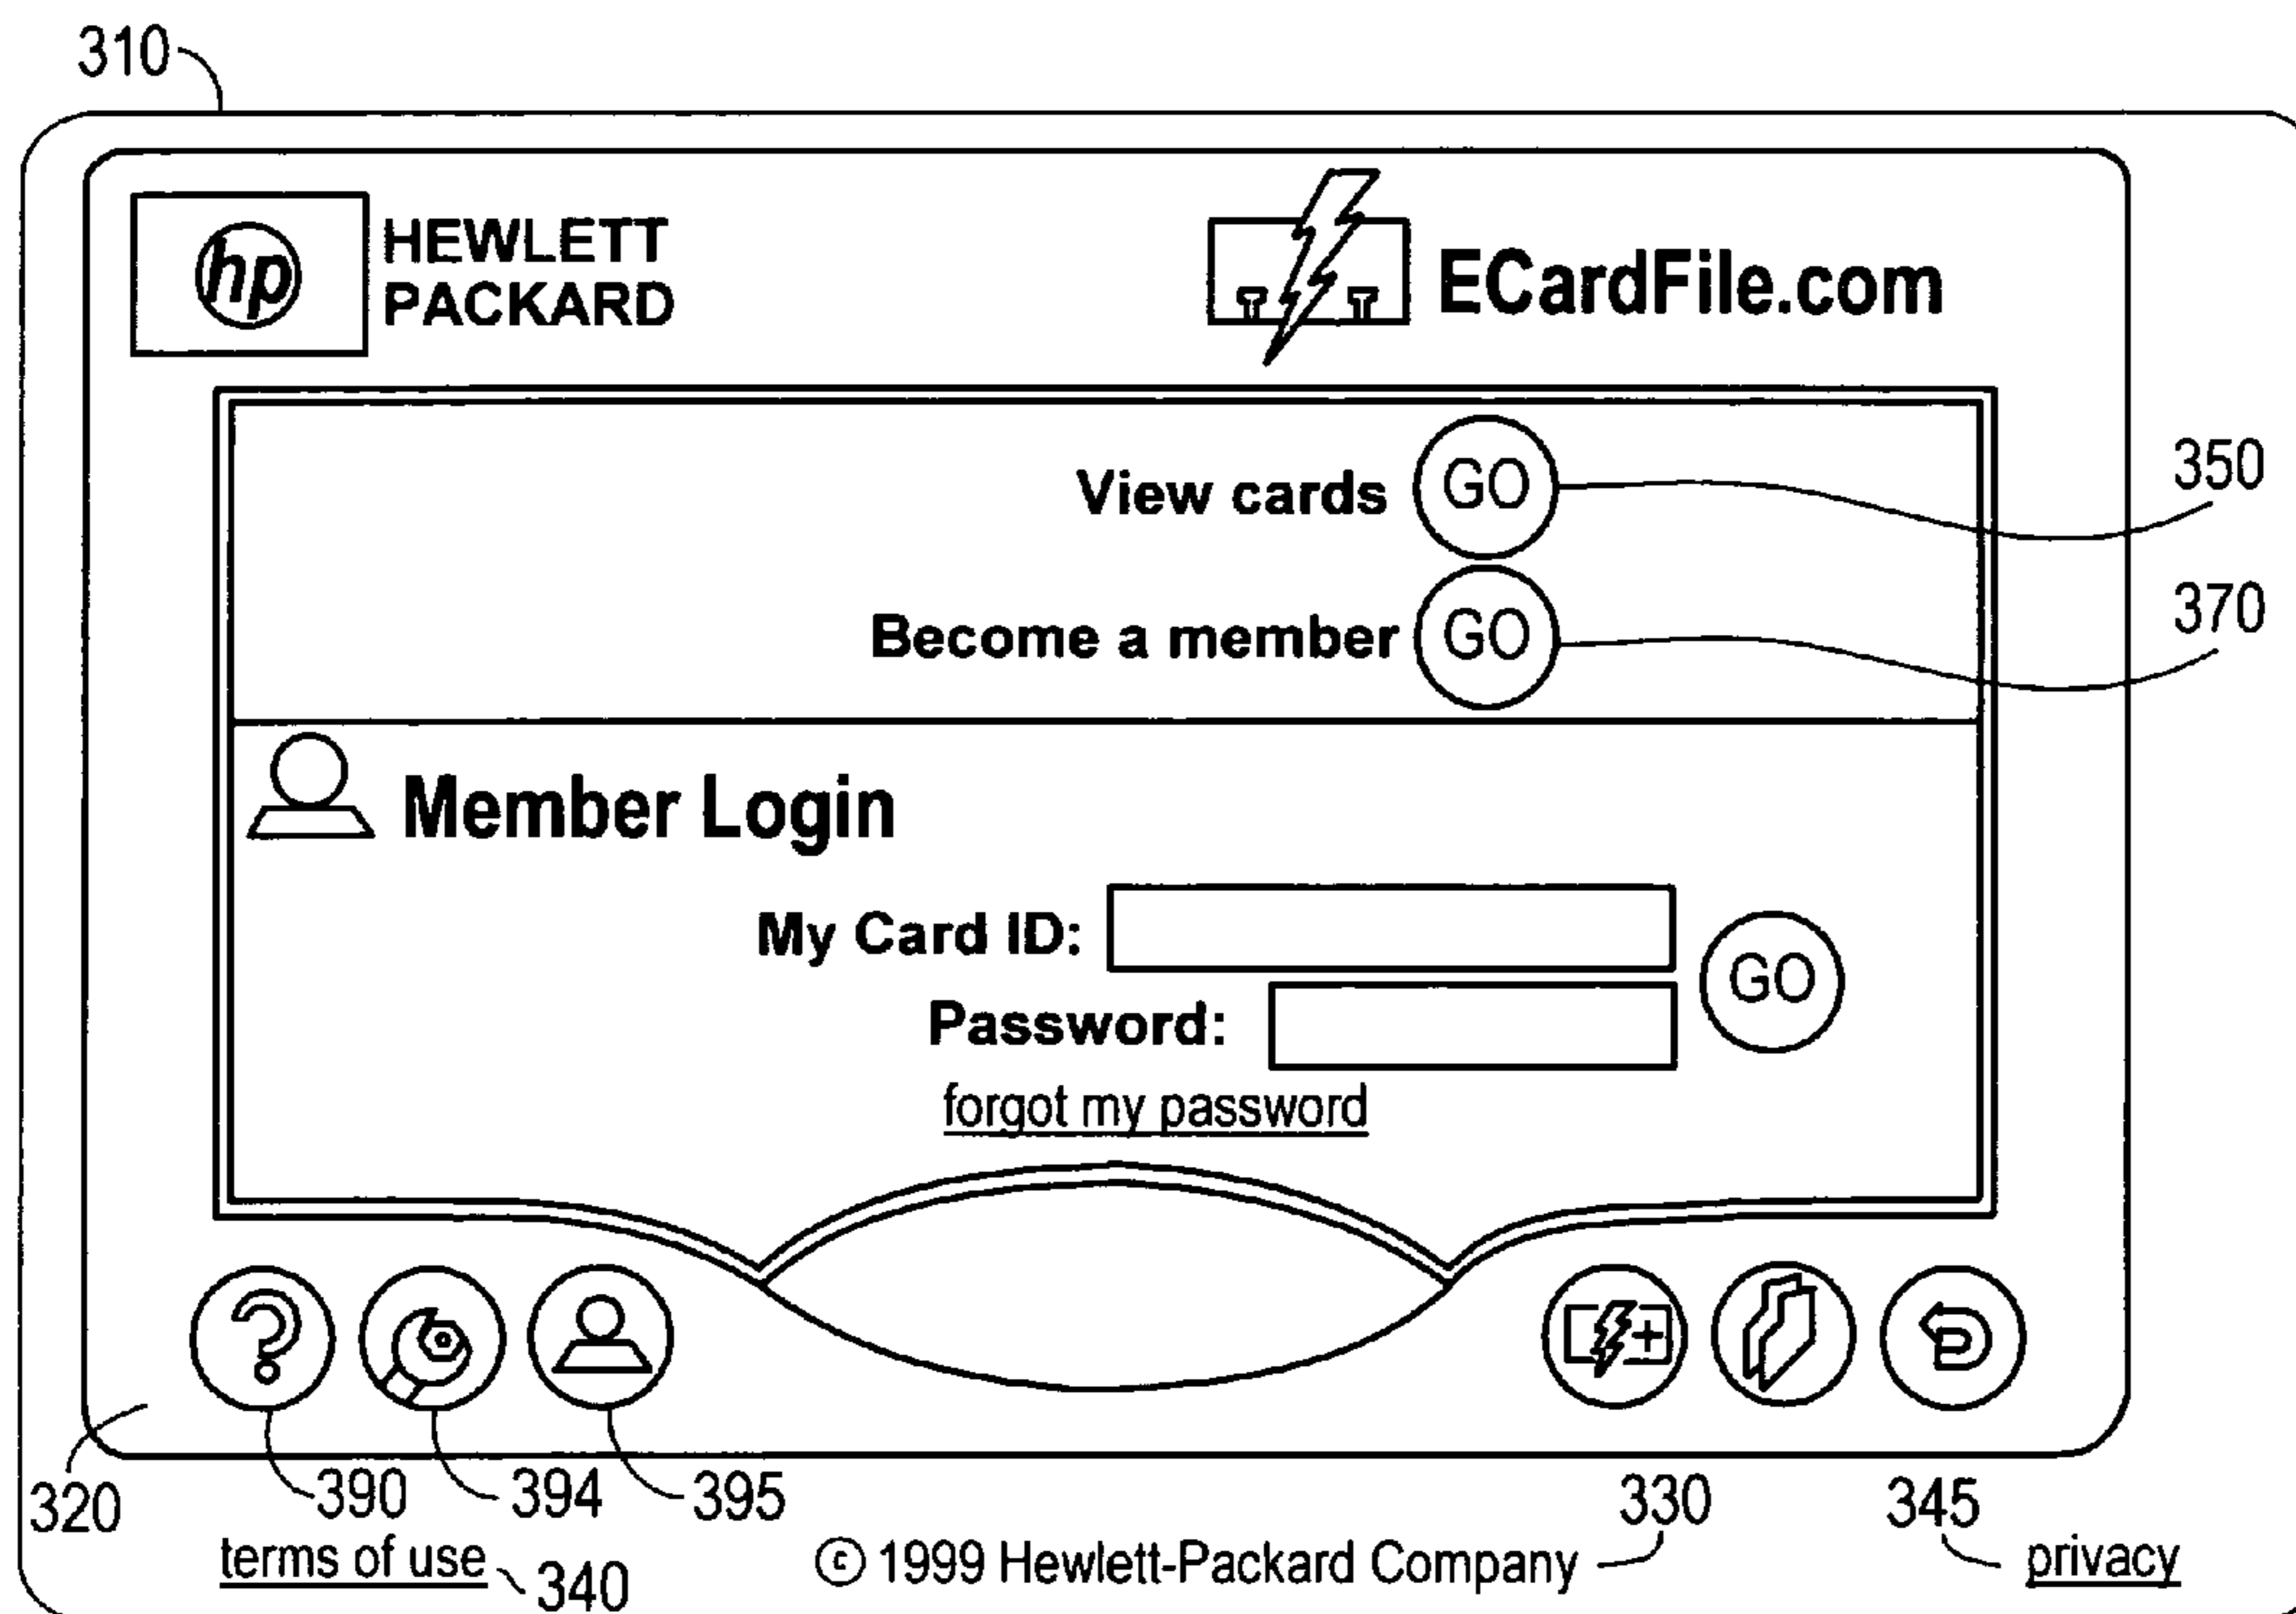 310
hp
HEWLETT
PACKARD
ECardFile.com
View cards GO
350
Become a member GO
370
Member Login
My Card ID:
GO
Password:
forgot my password
?
+
320
390
394
395
330
345
terms of use
340
© 1999 Hewlett-Packard Company
privacy